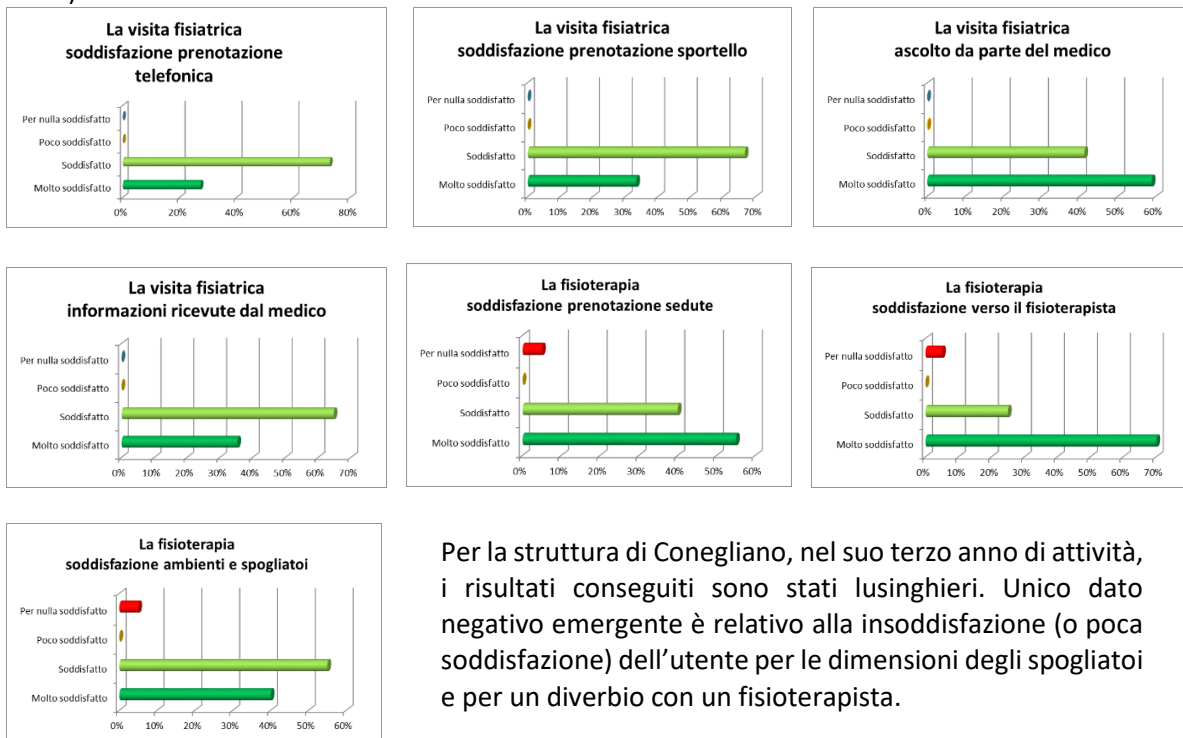 La visita fisiatrica
soddisfazione prenotazione
telefonica
Per nulla soddisfatto
Poco soddisfatto
Soddisfatto
Molto soddisfatto
0% 20% 40% 60% 80%
La visita fisiatrica
soddisfazione prenotazione sportello
Per nulla soddisfatto
Poco soddisfatto
Soddisfatto
Molto soddisfatto
0% 10% 20% 30% 40% 50% 60% 70%
La visita fisiatrica
ascolto da parte del medico
Per nulla soddisfatto
Poco soddisfatto
Soddisfatto
Molto soddisfatto
0% 10% 20% 30% 40% 50% 60%
La visita fisiatrica
informazioni ricevute dal medico
Per nulla soddisfatto
Poco soddisfatto
Soddisfatto
Molto soddisfatto
0% 10% 20% 30% 40% 50% 60% 70%
La fisioterapia
soddisfazione prenotazione sedute
Per nulla soddisfatto
Poco soddisfatto
Soddisfatto
Molto soddisfatto
0% 10% 20% 30% 40% 50% 60%
La fisioterapia
soddisfazione verso il fisioterapista
Per nulla soddisfatto
Poco soddisfatto
Soddisfatto
Molto soddisfatto
0% 10% 20% 30% 40% 50% 60% 70%
La fisioterapia
soddisfazione ambienti e spogliatoi
Per nulla soddisfatto
Poco soddisfatto
Soddisfatto
Molto soddisfatto
0% 10% 20% 30% 40% 50% 60%
Per la struttura di Conegliano, nel suo terzo anno di attività,
i risultati conseguiti sono stati lusinghieri. Unico dato
negativo emergente è relativo alla insoddisfazione (o poca
soddisfazione) dell’utente per le dimensioni degli spogliatoi
e per un diverbio con un fisioterapista.